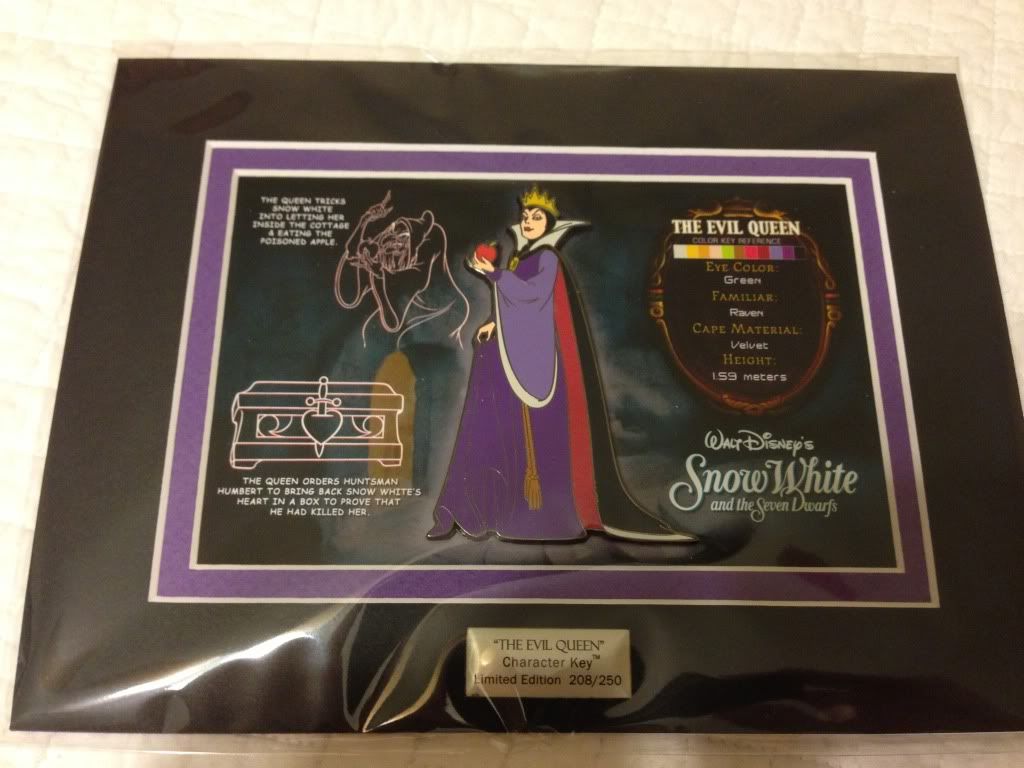 THE QUEEN TRICKS
SNOW WHITE
INTO LETTING HER
INSIDE THE COTTAGE
& EATING THE
POISONED APPLE.
THE QUEEN ORDERS HUNTSMAN
HUMBERT TO BRING BACK SNOW WHITE'S
HEART IN A BOX TO PROVE THAT
HE HAD KILLED HER.
THE EVIL QUEEN
COLOR KEY REFERENCE
EYE COLOR:
Green
FAMILIAR:
Raven
CAPE MATERIAL:
Velvet
HEIGHT:
1.59 meters
WALT DISNEY'S
Snow White
and the Seven Dwarfs
"THE EVIL QUEEN"
Character Key™
Limited Edition 208/250